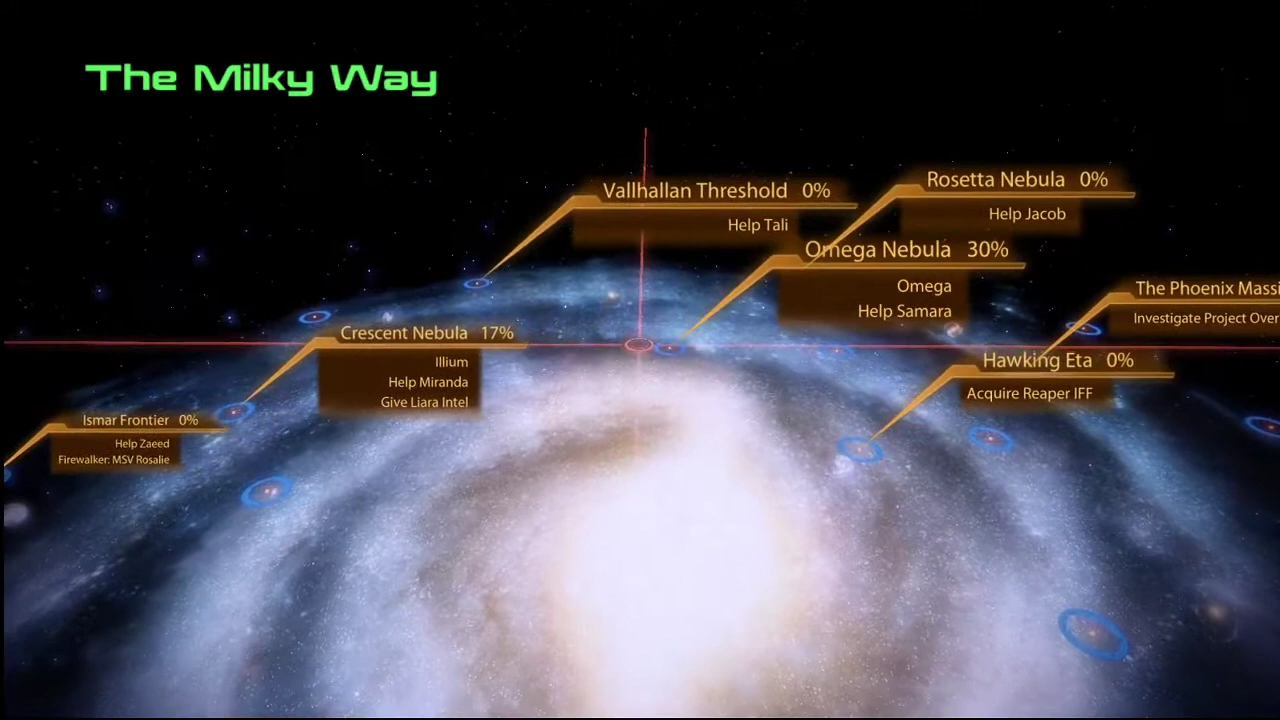 The Milky Way
Vallhallan Threshold 0%
Help Tali
Rosetta Nebula 0%
Help Jacob
Omega Nebula 30%
Omega
Help Samara
The Phoenix Massi
Investigate Project Over
Crescent Nebula 17%
Illium
Help Miranda
Give Liara Intel
Hawking Eta 0%
Acquire Reaper IFF
Ismar Frontier 0%
Help Zaeed
Firewalker: MSV Rosalie